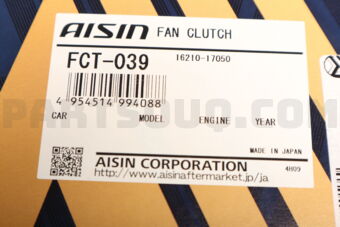 AISIN FAN CLUTCH
FCT-039 16210-17050
4 954514 994088
CAR MODEL ENGINE YEAR
MADE IN JAPAN
AISIN CORPORATION 4H09
http://www.aisinaftermarket.jp/ja
PARTSOUQ.COM